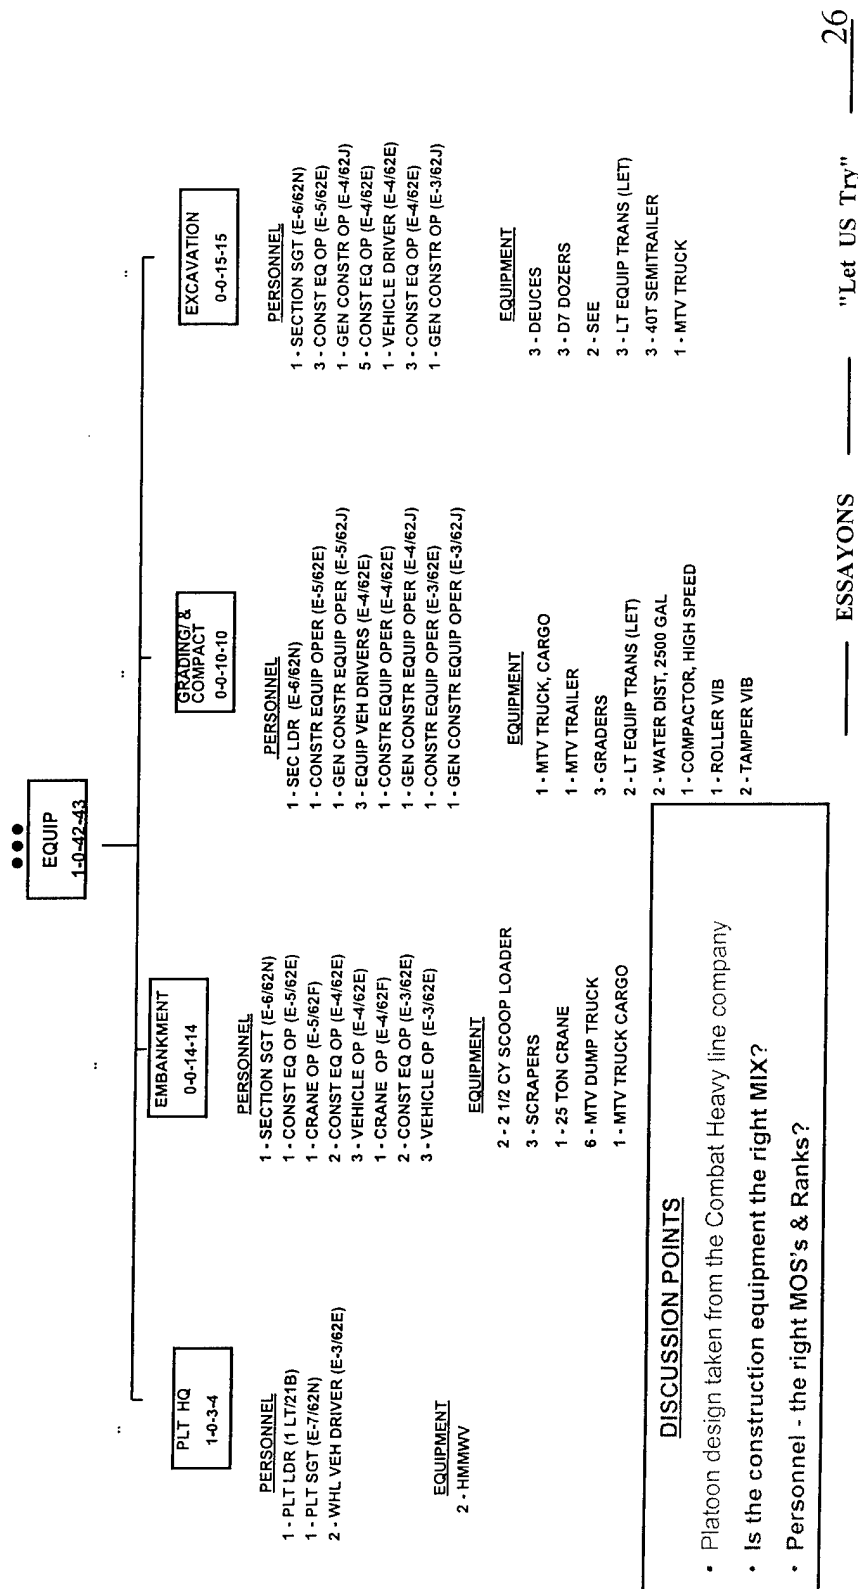 EQUIP
1-0-42-43
PLT HQ
1-0-3-4
PERSONNEL
1 - PLT LDR (1 LT/21B)
1 - PLT SGT (E-7/62N)
2 - WHL VEH DRIVER (E-3/62E)
EQUIPMENT
2 - HMMWV
EMBANKMENT
0-0-14-14
PERSONNEL
1 - SECTION SGT (E-6/62N)
1 - CONST EQ OP (E-5/62E)
1 - CRANE OP (E-5/62F)
2 - CONST EQ OP (E-4/62E)
3 - VEHICLE OP (E-4/62E)
1 - CRANE OP (E-4/62F)
2 - CONST EQ OP (E-3/62E)
3 - VEHICLE OP (E-3/62E)
EQUIPMENT
2 - 2 1/2 CY SCOOP LOADER
3 - SCRAPERS
1 - 25 TON CRANE
6 - MTV DUMP TRUCK
1 - MTV TRUCK CARGO
GRADING/ &
COMPACT
0-0-10-10
PERSONNEL
1 - SEC LDR (E-6/62N)
1 - CONSTR EQUIP OPER (E-5/62E)
1 - GEN CONSTR EQUIP OPER (E-5/62J)
3 - EQUIP VEH DRIVERS (E-4/62E)
1 - CONSTR EQUIP OPER (E-4/62E)
1 - GEN CONSTR EQUIP OPER (E-4/62J)
1 - CONSTR EQUIP OPER (E-3/62E)
1 - GEN CONSTR EQUIP OPER (E-3/62J)
EQUIPMENT
1 - MTV TRUCK, CARGO
1 - MTV TRAILER
3 - GRADERS
2 - LT EQUIP TRANS (LET)
2 - WATER DIST, 2500 GAL
1 - COMPACTOR, HIGH SPEED
1 - ROLLER VIB
2 - TAMPER VIB
EXCAVATION
0-0-15-15
PERSONNEL
1 - SECTION SGT (E-6/62N)
3 - CONST EQ OP (E-5/62E)
1 - GEN CONSTR OP (E-4/62J)
5 - CONST EQ OP (E-4/62E)
1 - VEHICLE DRIVER (E-4/62E)
3 - CONST EQ OP (E-4/62E)
1 - GEN CONSTR OP (E-3/62J)
EQUIPMENT
3 - DEUCES
3 - D7 DOZERS
2 - SEE
3 - LT EQUIP TRANS (LET)
3 - 40T SEMITRAILER
1 - MTV TRUCK
DISCUSSION POINTS
• Platoon design taken from the Combat Heavy line company
• Is the construction equipment the right MIX?
• Personnel - the right MOS's & Ranks?
ESSAYONS "Let US Try" 26